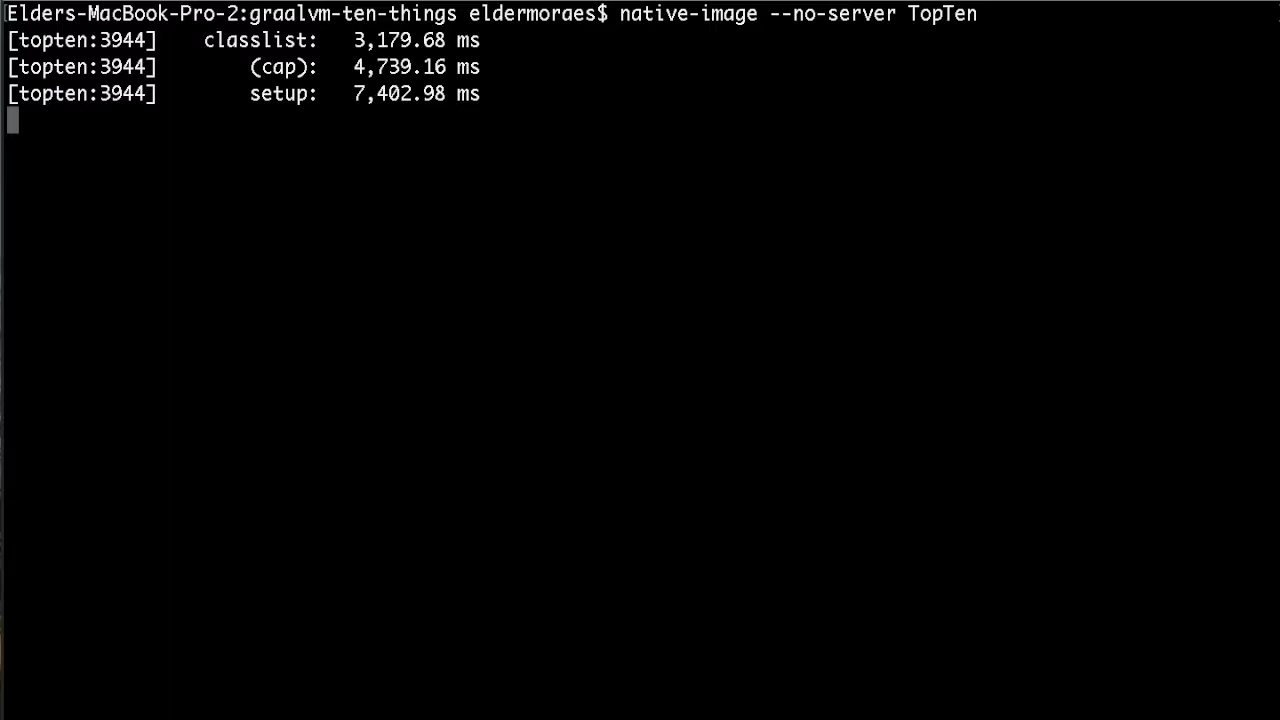 Elders-MacBook-Pro-2:graalvm-ten-things eldermoraes$ native-image --no-server TopTen
[topten:3944]    classlist:   3,179.68 ms
[topten:3944]        (cap):   4,739.16 ms
[topten:3944]        setup:   7,402.98 ms